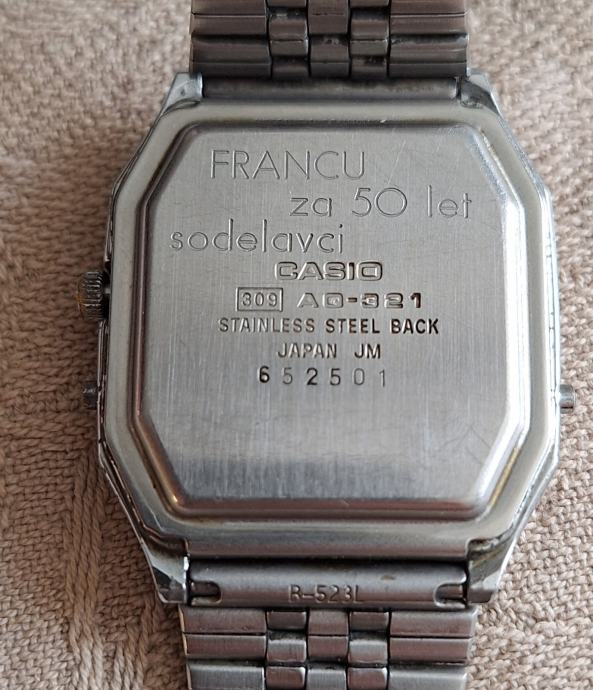 FRANCU
za 50 let
sodelavci
CASIO
309 AQ-321
STAINLESS STEEL BACK
JAPAN JM
652501
R-523L